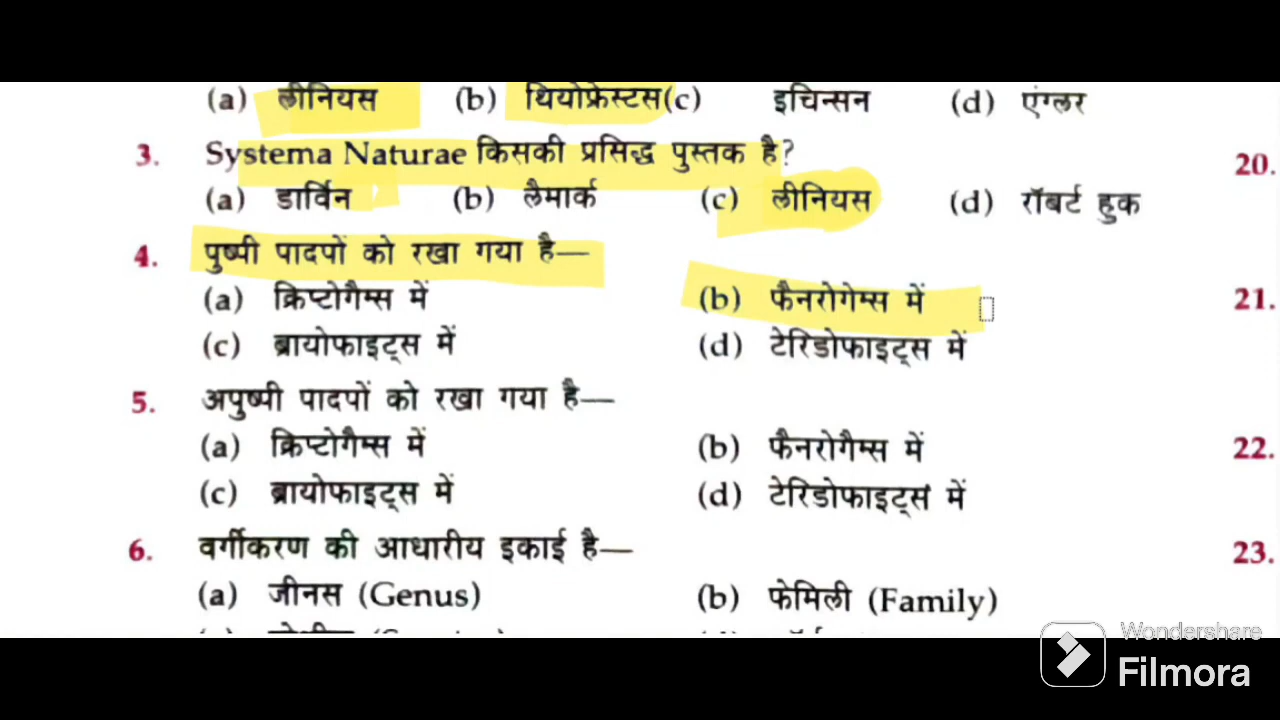 (a) लीनियस (b) थियोफ्रेस्टस(c) इचिन्सन (d) एंग्लर
3. Systema Naturae किसकी प्रसिद्ध पुस्तक है? 20.
(a) डार्विन (b) लैमार्क (c) लीनियस (d) रॉबर्ट हुक
4. पुष्पी पादपों को रखा गया है—
(a) क्रिप्टोगैम्स में (b) फैनरोगेम्स में 21.
(c) ब्रायोफाइट्स में (d) टेरिडोफाइट्स में
5. अपुष्पी पादपों को रखा गया है—
(a) क्रिप्टोगैम्स में (b) फैनरोगैम्स में 22.
(c) ब्रायोफाइट्स में (d) टेरिडोफाइट्स में
6. वर्गीकरण की आधारीय इकाई है— 23.
(a) जीनस (Genus) (b) फेमिली (Family)
Wondershare
Filmora